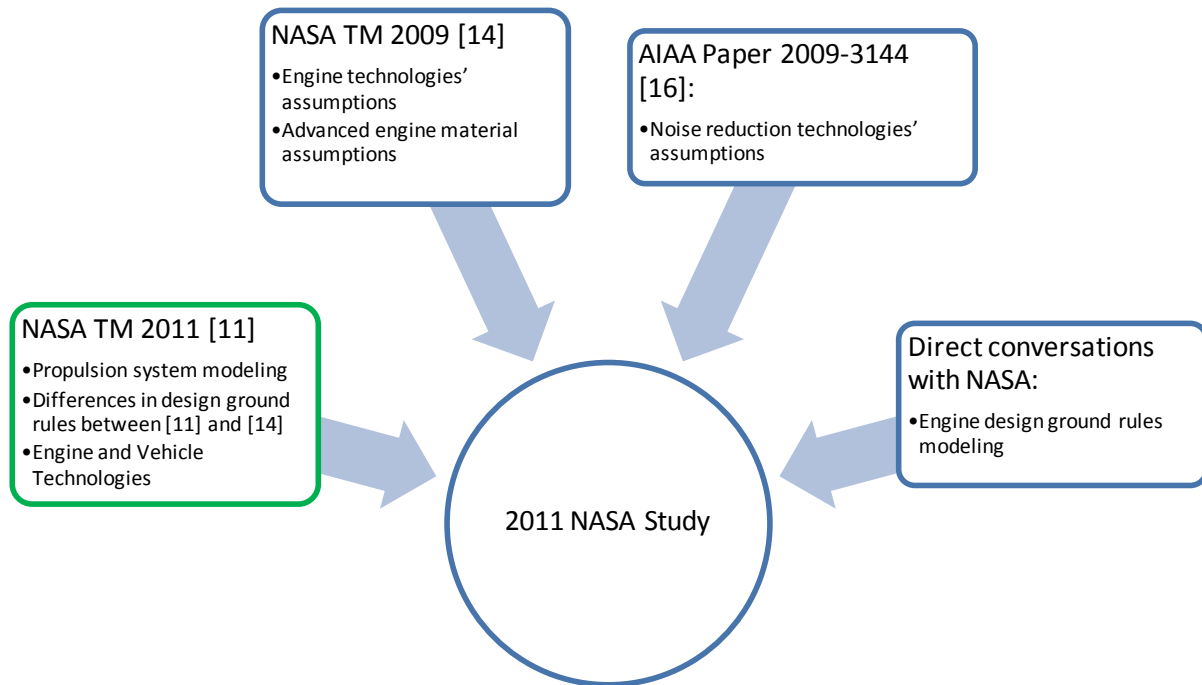 NASA TM 2009 [14]
•Engine technologies’
assumptions
•Advanced engine material
assumptions
AIAA Paper 2009-3144
[16]:
•Noise reduction technologies’
assumptions
NASA TM 2011 [11]
•Propulsion system modeling
•Differences in design ground
rules between [11] and [14]
•Engine and Vehicle
Technologies
Direct conversations
with NASA:
•Engine design ground rules
modeling
2011 NASA Study